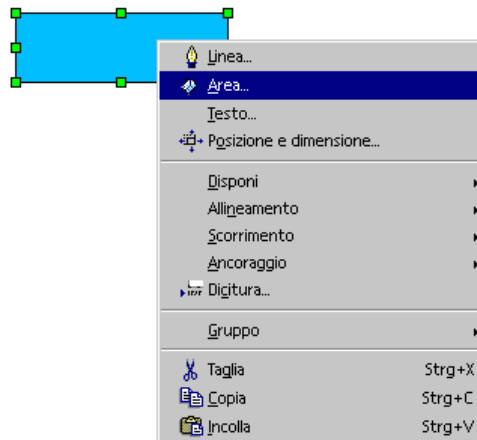 Linea...
Area...
Testo...
Posizione e dimensione...
Disponi
Allineamento
Scorrimento
Ancoraggio
Dicitura...
Gruppo
Taglia Strg+X
Copia Strg+C
Incolla Strg+V